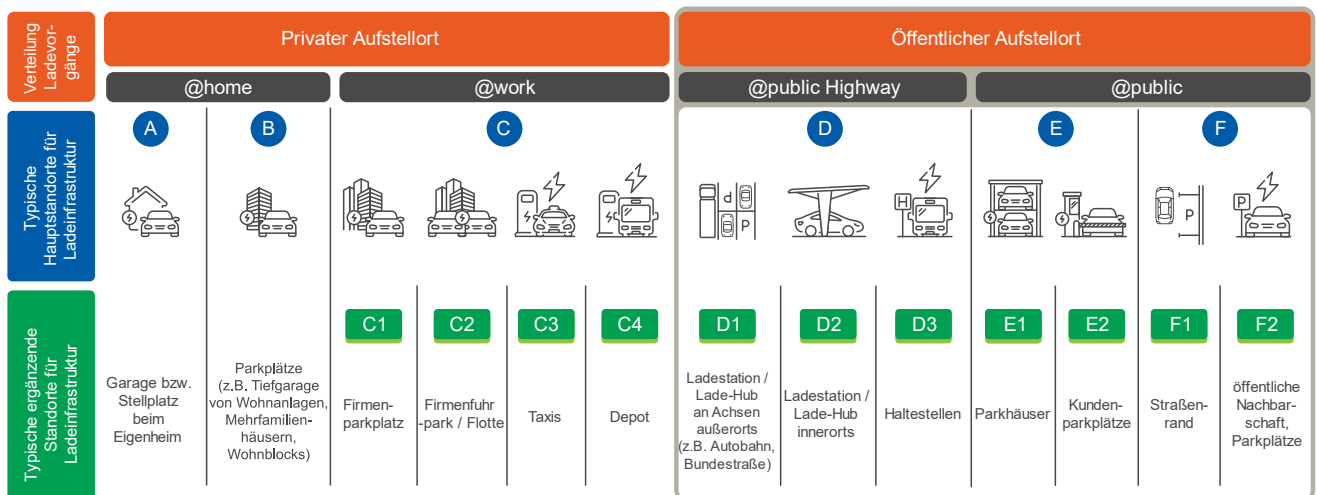 Verteilung
Ladevor-
gänge
Privater Aufstellort
Öffentlicher Aufstellort
@home
@work
@public Highway
@public
Typische
Hauptstandorte für
Ladeinfrastruktur
A
B
C
D
E
F
d
P
H
P
P
Typische ergänzende
Standorte für
Ladeinfrastruktur
C1
C2
C3
C4
D1
D2
D3
E1
E2
F1
F2
Garage bzw.
Stellplatz
beim
Eigenheim
Parkplätze
(z.B. Tiefgarage
von Wohnanlagen,
Mehrfamilien-
häusern,
Wohnblocks)
Firmen-
parkplatz
Firmenfuhr
-park / Flotte
Taxis
Depot
Ladestation /
Lade-Hub
an Achsen
außerorts
(z.B. Autobahn,
Bundestraße)
Ladestation /
Lade-Hub
innerorts
Haltestellen
Parkhäuser
Kunden-
parkplätze
Straßen-
rand
öffentliche
Nachbar-
schaft,
Parkplätze